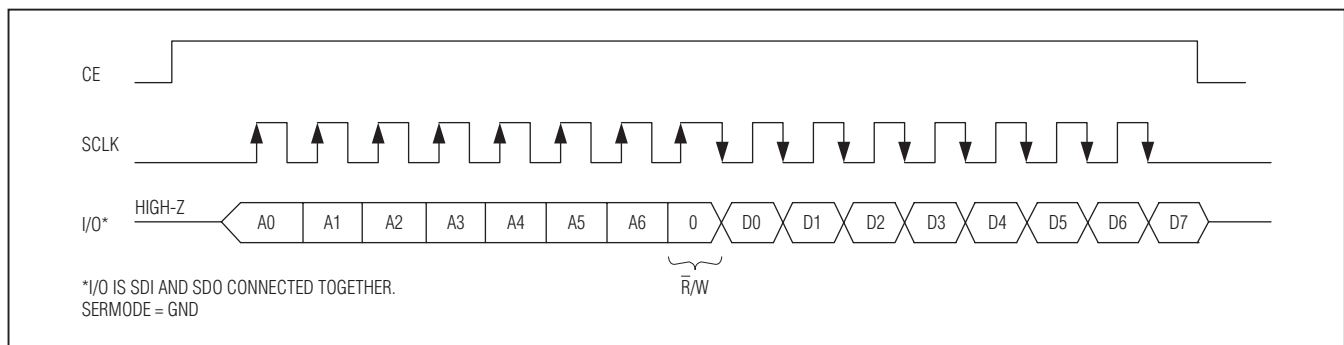 CE
SCLK
I/O* HIGH-Z A0 A1 A2 A3 A4 A5 A6 0 D0 D1 D2 D3 D4 D5 D6 D7
R̅/W
*I/O IS SDI AND SDO CONNECTED TOGETHER.
SERMODE = GND